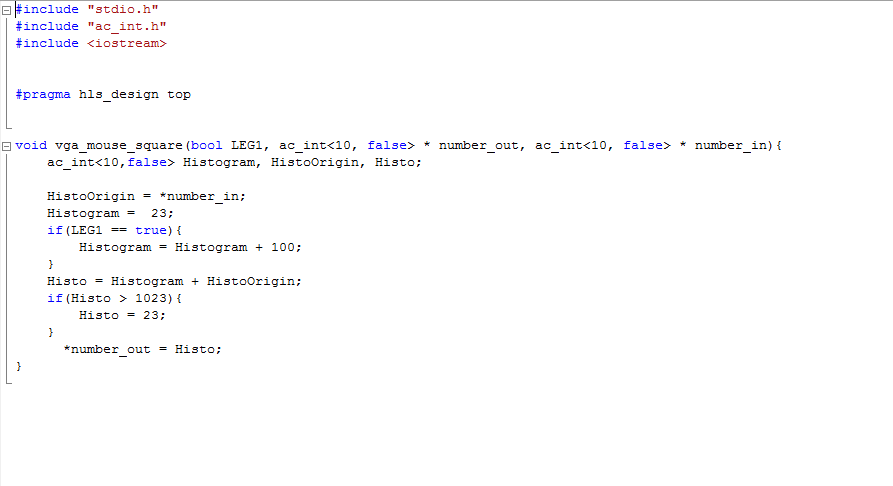 #include "stdio.h"
#include "ac_int.h"
#include <iostream>
#pragma hls_design top
void vga_mouse_square(bool LEG1, ac_int<10, false> * number_out, ac_int<10, false> * number_in){
    ac_int<10,false> Histogram, HistoOrigin, Histo;
    HistoOrigin = *number_in;
    Histogram =  23;
    if(LEG1 == true){
        Histogram = Histogram + 100;
    }
    Histo = Histogram + HistoOrigin;
    if(Histo > 1023){
        Histo = 23;
    }
      *number_out = Histo;
}